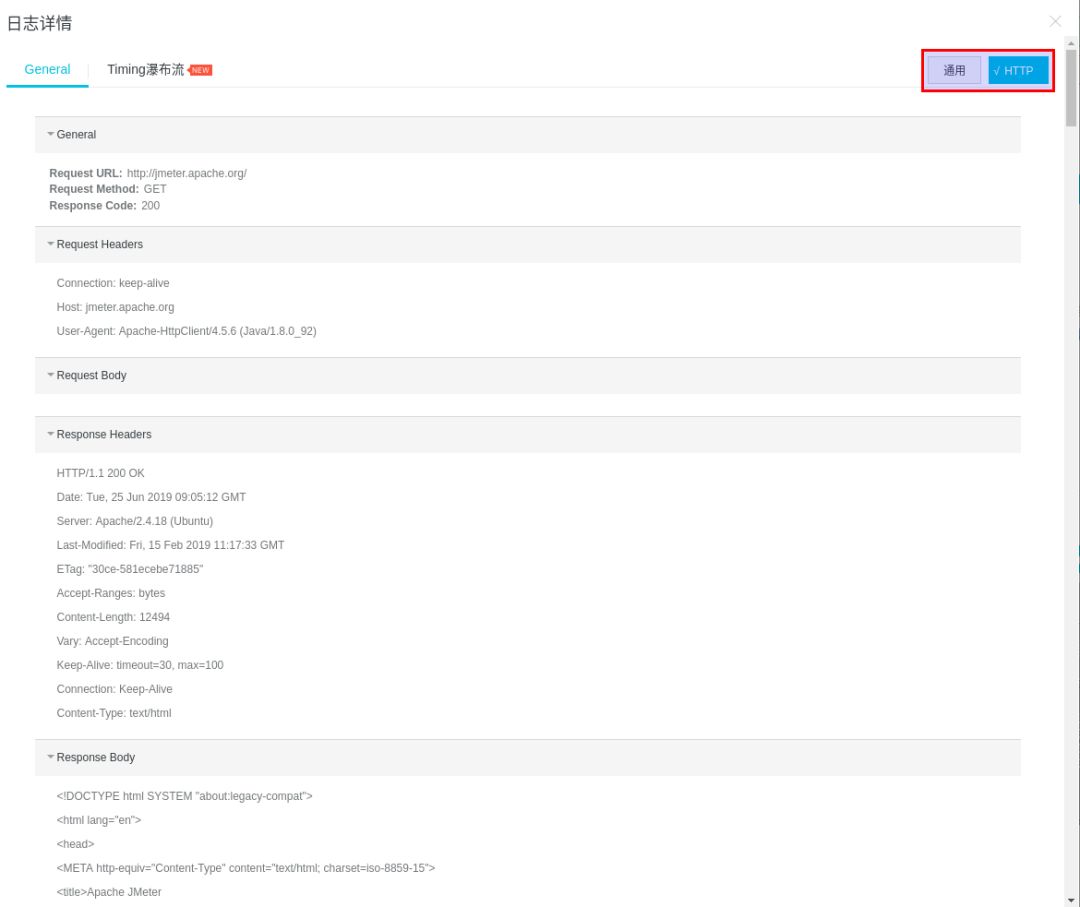 日志详情
General
Timing瀑布流 NEW
通用
√ HTTP
General
Request URL: http://jmeter.apache.org/
Request Method: GET
Response Code: 200
Request Headers
Connection: keep-alive
Host: jmeter.apache.org
User-Agent: Apache-HttpClient/4.5.6 (Java/1.8.0_92)
Request Body
Response Headers
HTTP/1.1 200 OK
Date: Tue, 25 Jun 2019 09:05:12 GMT
Server: Apache/2.4.18 (Ubuntu)
Last-Modified: Fri, 15 Feb 2019 11:17:33 GMT
ETag: "30ce-581ecebe71885"
Accept-Ranges: bytes
Content-Length: 12494
Vary: Accept-Encoding
Keep-Alive: timeout=30, max=100
Connection: Keep-Alive
Content-Type: text/html
Response Body
<!DOCTYPE html SYSTEM "about:legacy-compat">
<html lang="en">
<head>
<META http-equiv="Content-Type" content="text/html; charset=iso-8859-15">
<title>Apache JMeter